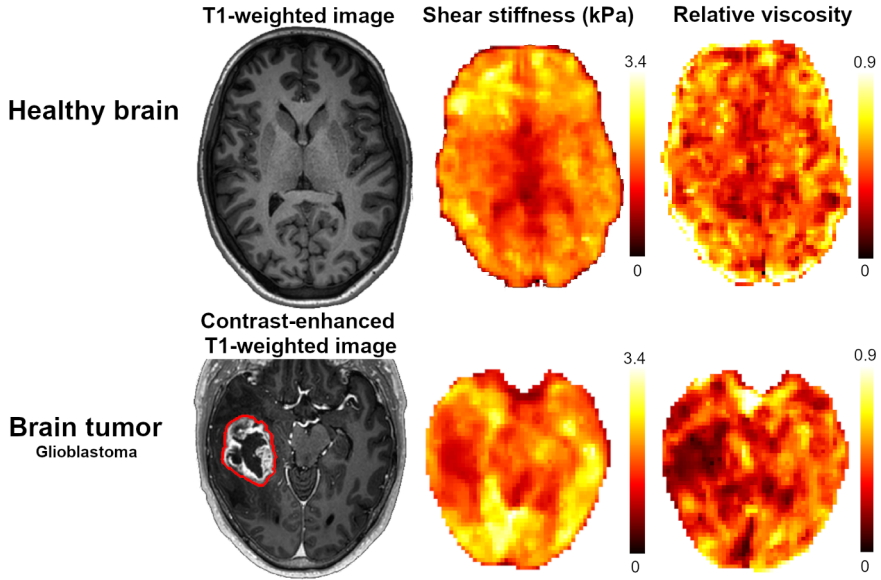 T1-weighted image
Shear stiffness (kPa)
Relative viscosity
Healthy brain
3.4
0
0.9
0
Contrast-enhanced
T1-weighted image
Brain tumor
Glioblastoma
3.4
0
0.9
0